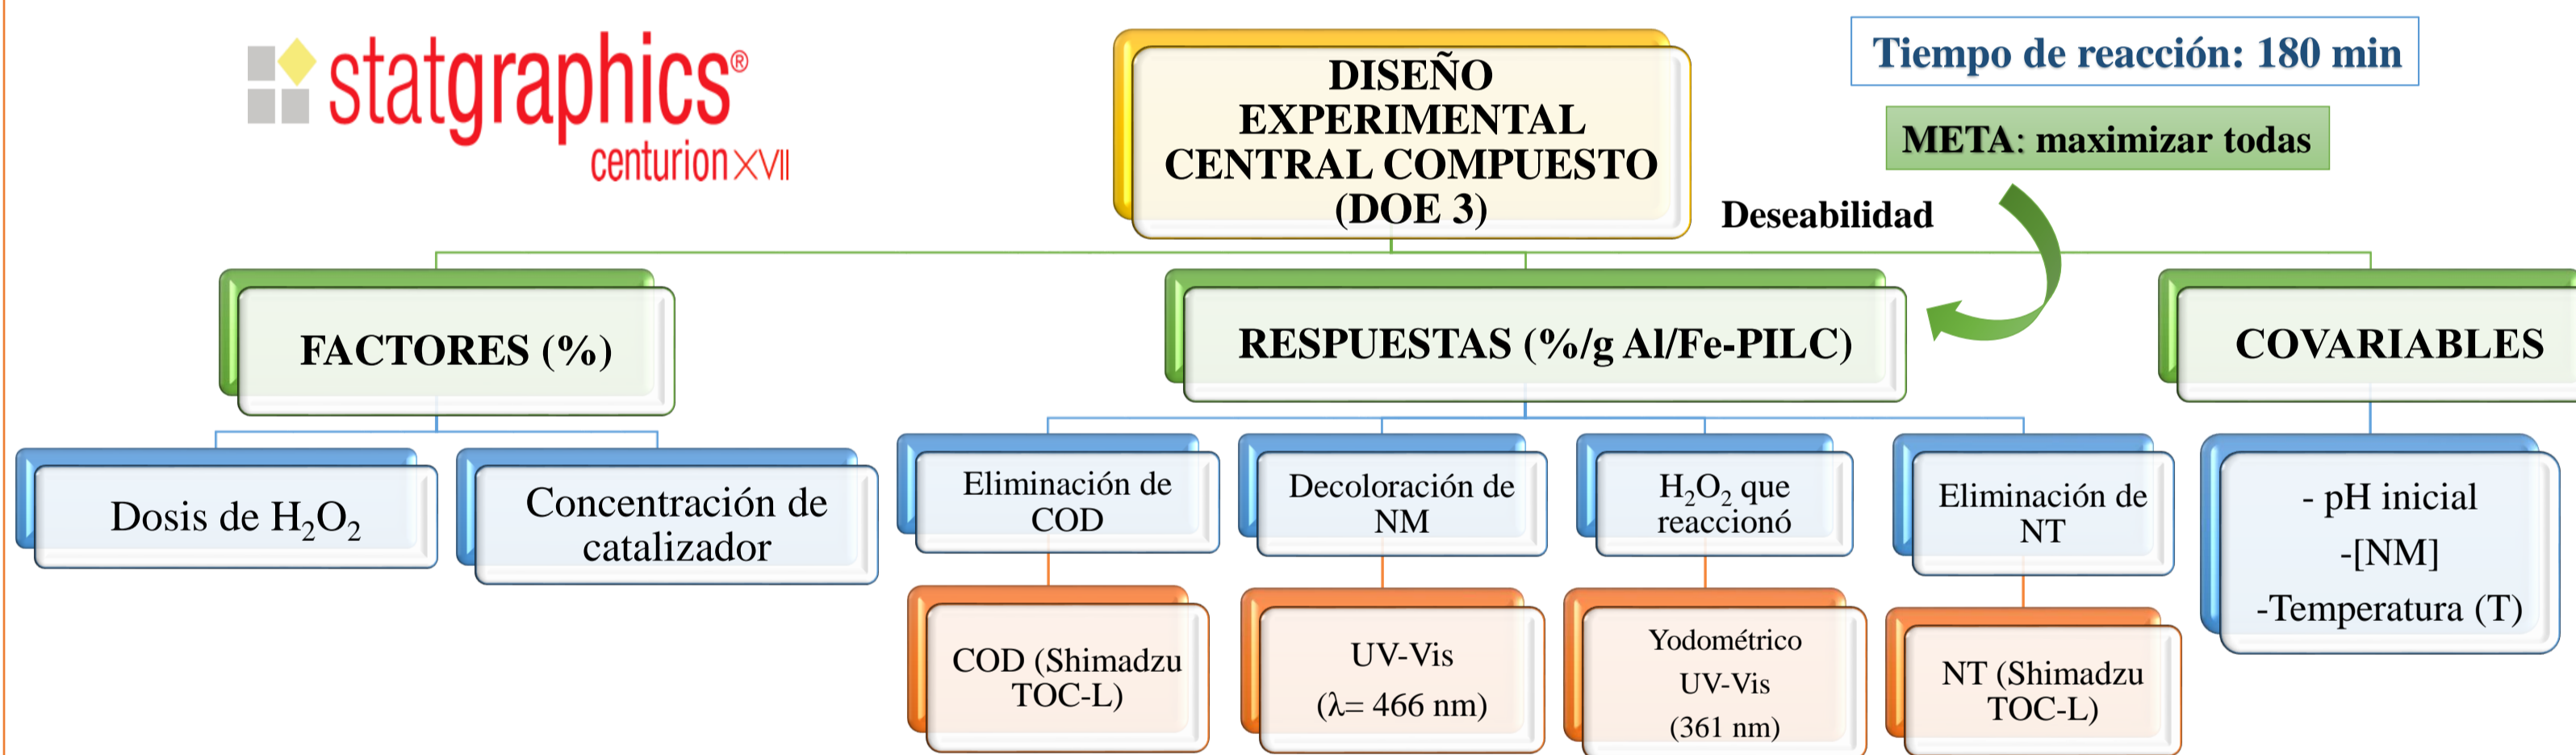 statgraphics®
centurion XVII
DISEÑO
EXPERIMENTAL
CENTRAL COMPUESTO
(DOE 3)
Tiempo de reacción: 180 min
META: maximizar todas
Deseabilidad
FACTORES (%)
RESPUESTAS (%/g Al/Fe-PILC)
COVARIABLES
Dosis de H₂O₂
Concentración de
catalizador
Eliminación de
COD
Decoloración de
NM
H₂O₂ que
reaccionó
Eliminación de
NT
- pH inicial
-[NM]
-Temperatura (T)
COD (Shimadzu
TOC-L)
UV-Vis
(λ= 466 nm)
Yodométrico
UV-Vis
(361 nm)
NT (Shimadzu
TOC-L)